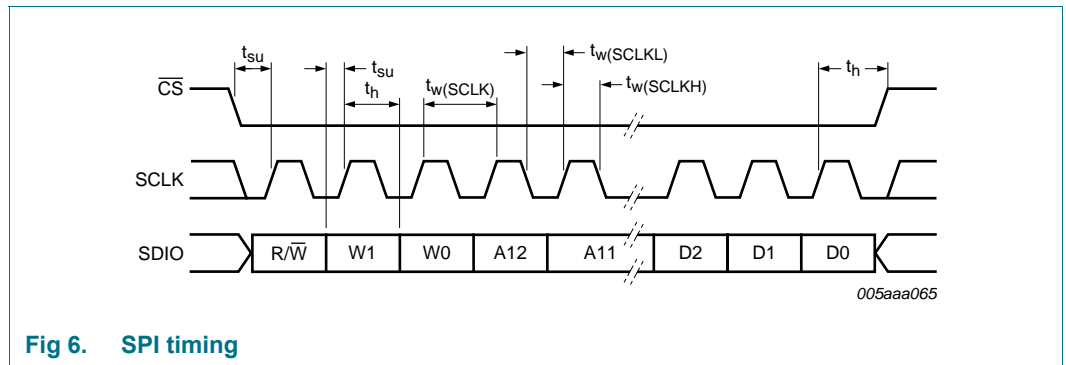 tsu
tsu
th
tw(SCLK)
tw(SCLKL)
tw(SCLKH)
th
CS
SCLK
SDIO
R/W W1 W0 A12 A11 D2 D1 D0
005aaa065
Fig 6. SPI timing